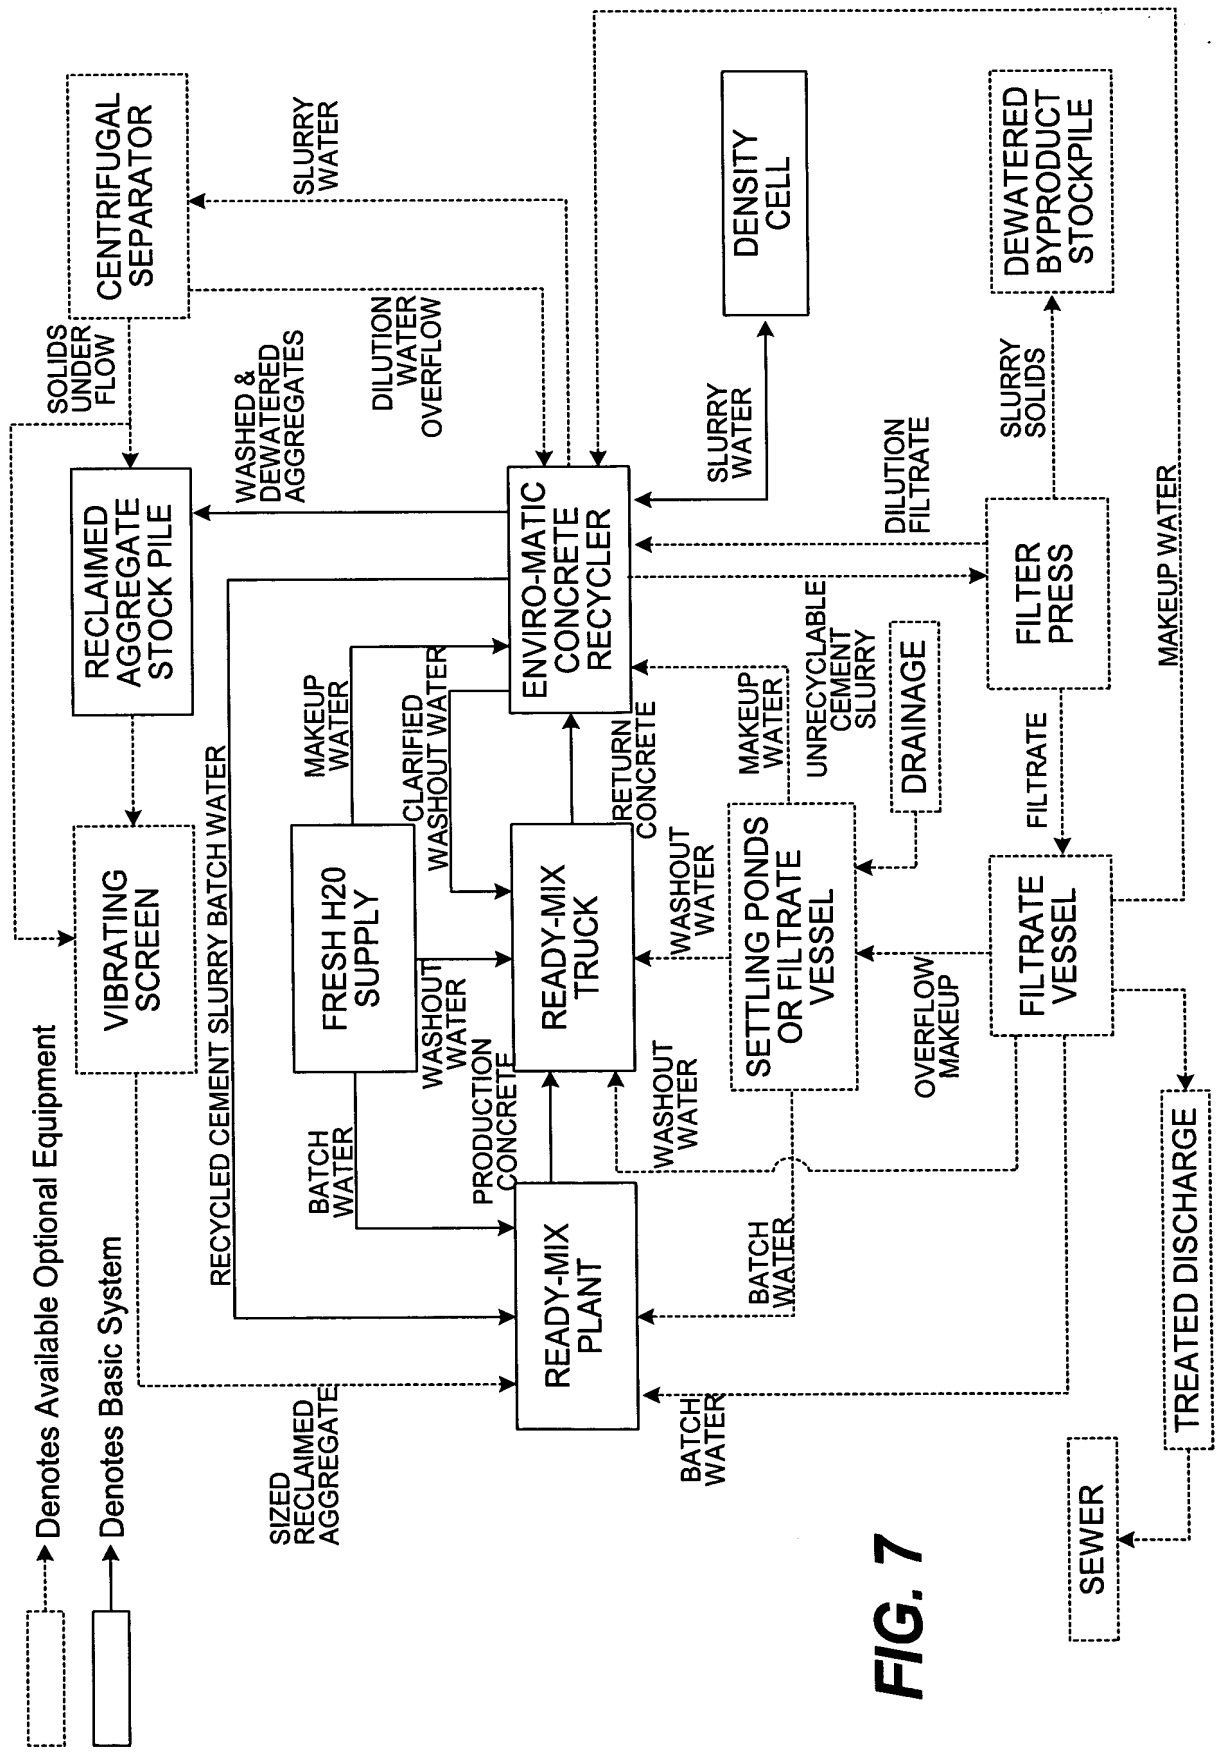 Denotes Available Optional Equipment
Denotes Basic System
SOLIDS
UNDER
FLOW
CENTRIFUGAL
SEPARATOR
SLURRY
WATER
DILUTION
WATER
OVERFLOW
WASHED &
DEWATERED
AGGREGATES
RECLAIMED
AGGREGATE
STOCK PILE
VIBRATING
SCREEN
SIZED
RECLAIMED
AGGREGATE
RECYCLED CEMENT SLURRY BATCH WATER
BATCH
WATER
FRESH H20
SUPPLY
MAKEUP
WATER
CLARIFIED
WASHOUT WATER
WASHOUT
WATER
PRODUCTION
CONCRETE
READY-MIX
PLANT
READY-MIX
TRUCK
RETURN
CONCRETE
ENVIRO-MATIC
CONCRETE
RECYCLER
SLURRY
WATER
DENSITY
CELL
BATCH
WATER
BATCH
WATER
WASHOUT
WATER
WASHOUT
WATER
SETTLING PONDS
OR FILTRATE
VESSEL
MAKEUP
WATER
UNRECYCLABLE
CEMENT
SLURRY
DILUTION
FILTRATE
DRAINAGE
OVERFLOW
MAKEUP
FILTRATE
VESSEL
FILTRATE
FILTER
PRESS
SLURRY
SOLIDS
DEWATERED
BYPRODUCT
STOCKPILE
MAKEUP WATER
SEWER
TREATED DISCHARGE
FIG. 7